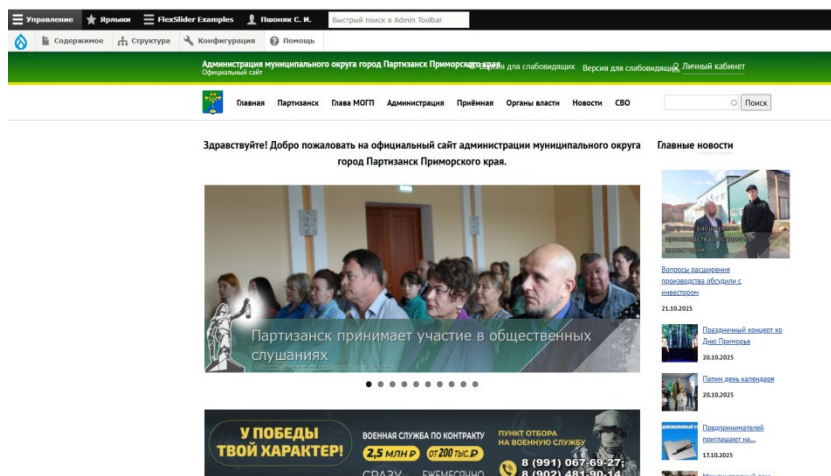 Управление Ярлыки FlexSlider Examples Пшоняк С. И. Быстрый поиск в Admin Toolbar
Содержимое Структура Конфигурация Помощь
Администрация муниципального округа город Партизанск Приморского края
Официальный сайт
Версия для слабовидящих Версия для слабовидящих Личный кабинет
Главная Партизанск Глава МОГП Администрация Приёмная Органы власти Новости СВО Поиск
Здравствуйте! Добро пожаловать на официальный сайт администрации муниципального округа
город Партизанск Приморского края.
Партизанск принимает участие в общественных
слушаниях
У ПОБЕДЫ
ТВОЙ ХАРАКТЕР!
ВОЕННАЯ СЛУЖБА ПО КОНТРАКТУ
2,5 МЛН ₽ ОТ 200 ТЫС. ₽
СРАЗУ ЕЖЕМЕСЯЧНО
ПУНКТ ОТБОРА
НА ВОЕННУЮ СЛУЖБУ
8 (991) 067-69-27;
8 (902) 481-90-14
Главные новости
Вопросы расширения
производства обсудили с
инвестором
Вопросы расширения
производства обсудили с
инвестором
21.10.2025
Праздничный концерт ко
Дню Приморья
20.10.2025
Папин день календаря
20.10.2025
Предпринимателей
приглашают на...
17.10.2025